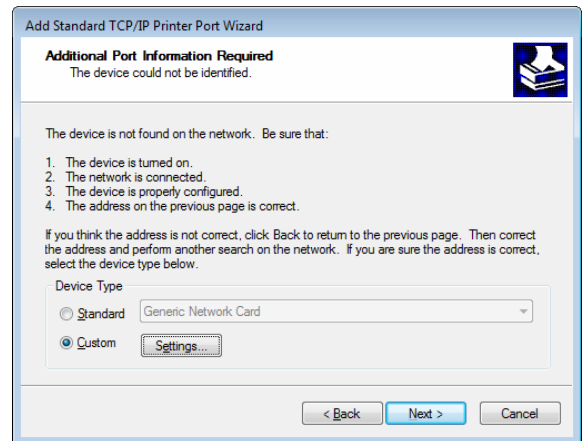 Add Standard TCP/IP Printer Port Wizard
Additional Port Information Required
The device could not be identified.
The device is not found on the network.  Be sure that:
1.  The device is turned on.
2.  The network is connected.
3.  The device is properly configured.
4.  The address on the previous page is correct.
If you think the address is not correct, click Back to return to the previous page.  Then correct
the address and perform another search on the network.  If you are sure the address is correct,
select the device type below.
Device Type
Standard Generic Network Card
Custom Settings...
< Back Next > Cancel